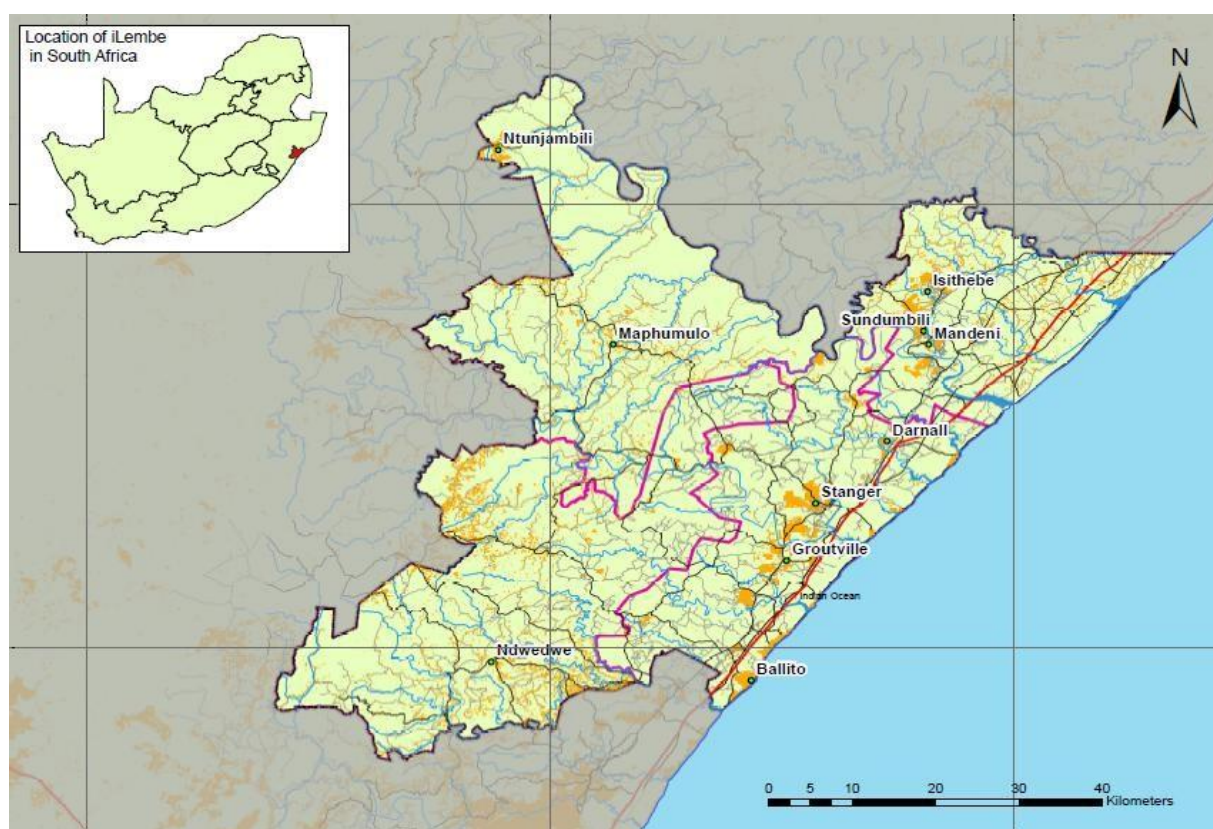 Location of iLembe
in South Africa
N
Ntunjambili
Isithebe
Sundumbili
Maphumulo
Mandeni
Darnall
Stanger
Groutville
Indian Ocean
Ndwedwe
Ballito
0 5 10 20 30 40
Kilometers